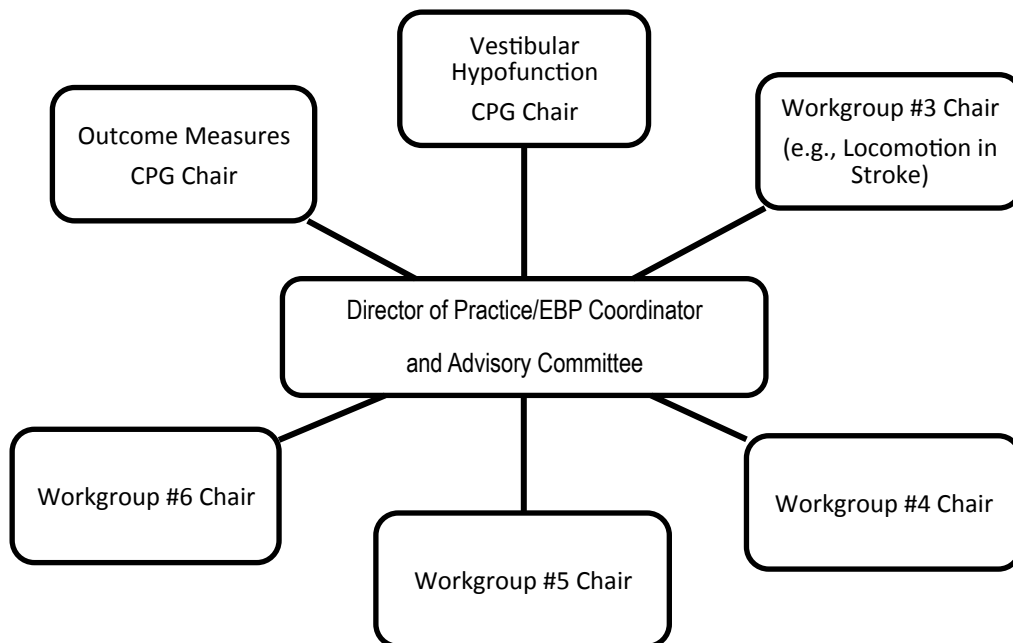 Vestibular
Hypofunction
CPG Chair
Outcome Measures
CPG Chair
Workgroup #3 Chair
(e.g., Locomotion in
Stroke)
Director of Practice/EBP Coordinator
and Advisory Committee
Workgroup #6 Chair
Workgroup #4 Chair
Workgroup #5 Chair